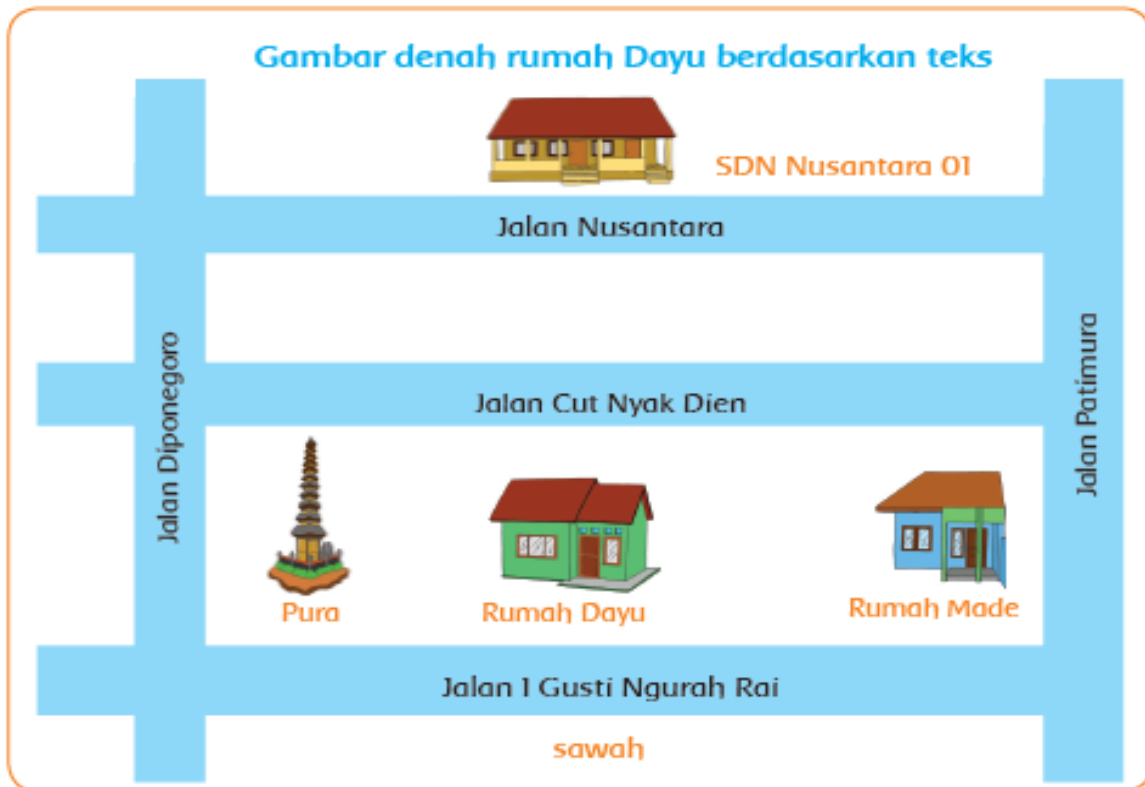 Gambar denah rumah Dayu berdasarkan teks
SDN Nusantara 01
Jalan Nusantara
Jalan Diponegoro
Jalan Patimura
Jalan Cut Nyak Dien
Pura
Rumah Dayu
Rumah Made
Jalan I Gusti Ngurah Rai
sawah